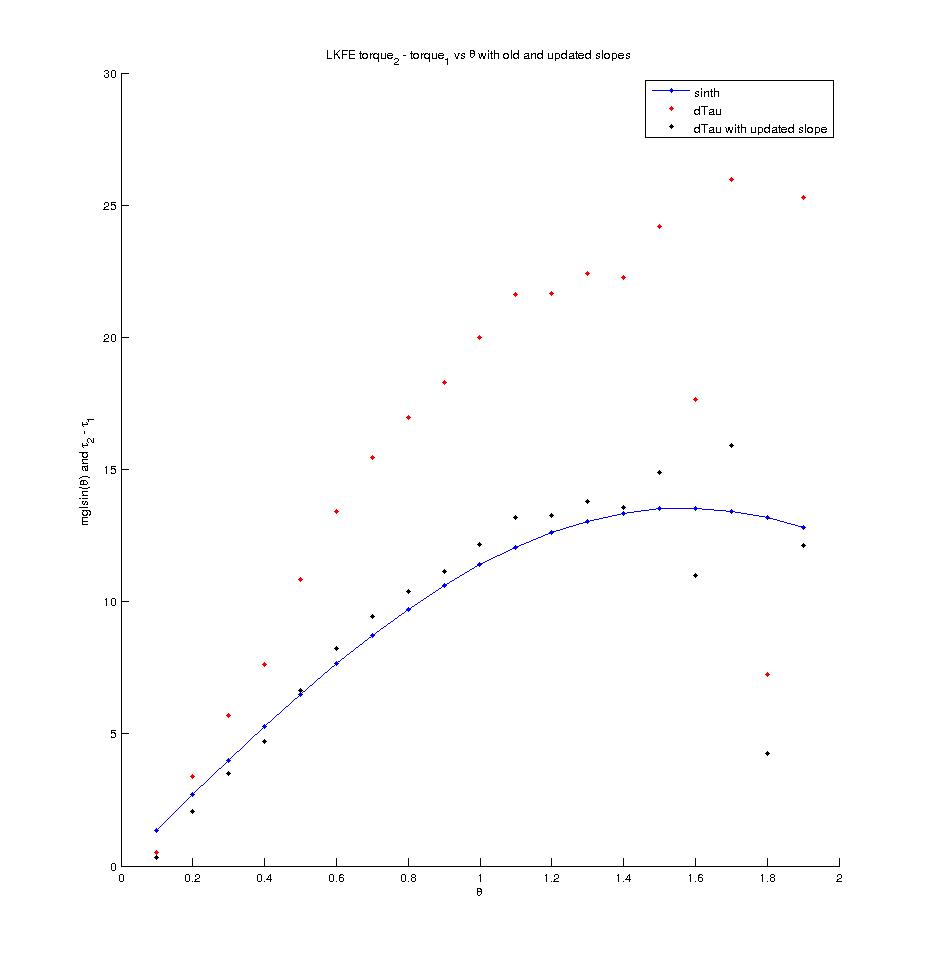 LKFE torque2 - torque1 vs θ with old and updated slopes
sinth
dTau
dTau with updated slope
30
25
20
15
10
5
0
mglsin(θ) and τ2 - τ1
0 0.2 0.4 0.6 0.8 1 1.2 1.4 1.6 1.8 2
θ